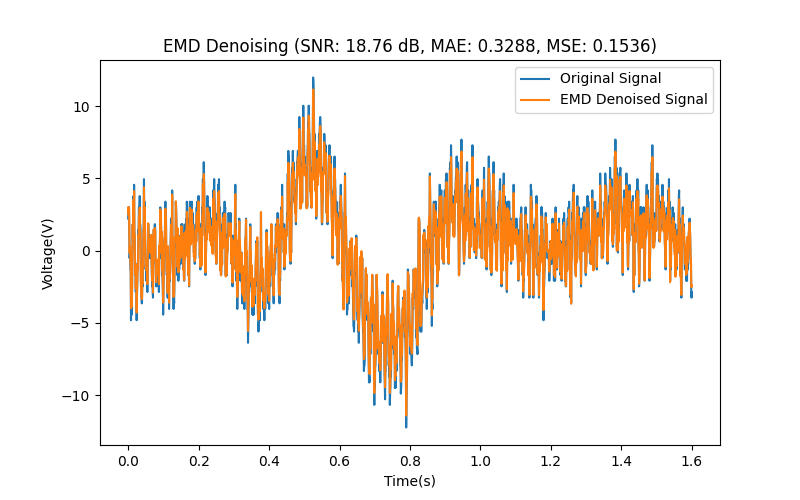 EMD Denoising (SNR: 18.76 dB, MAE: 0.3288, MSE: 0.1536)
Original Signal
EMD Denoised Signal
10
5
0
−5
−10
Voltage(V)
0.0 0.2 0.4 0.6 0.8 1.0 1.2 1.4 1.6
Time(s)